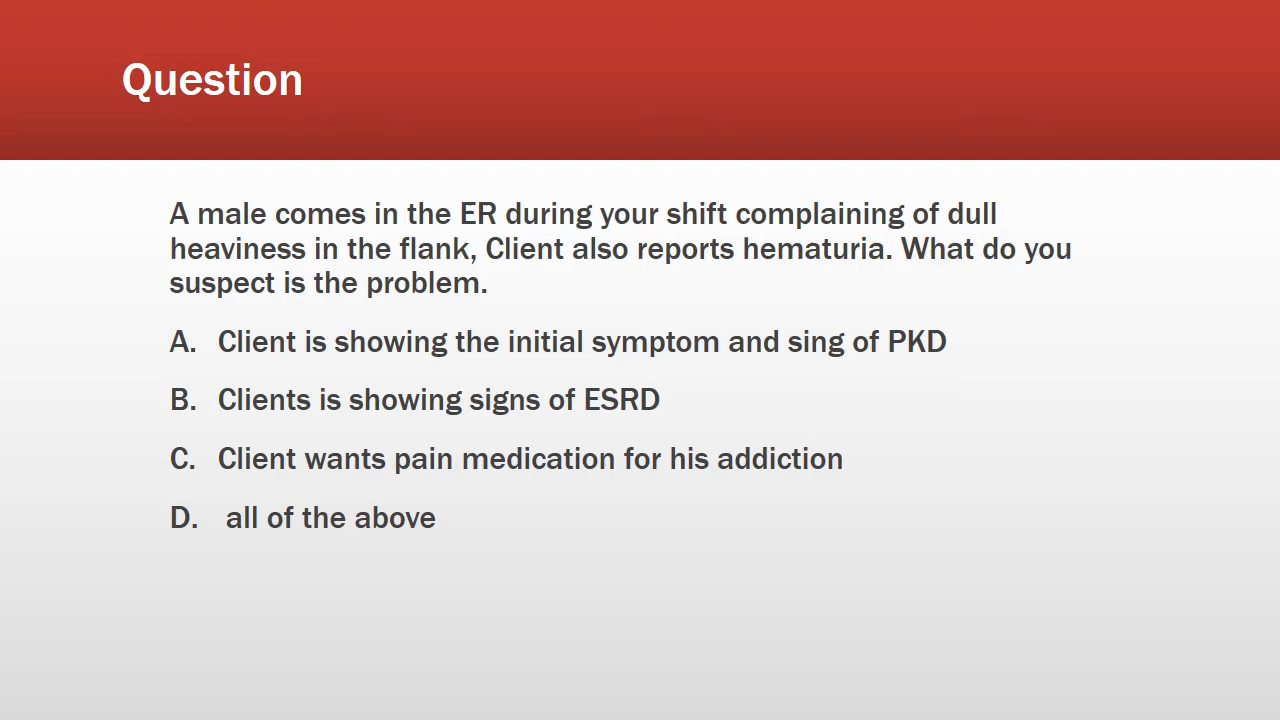 Question
A male comes in the ER during your shift complaining of dull
heaviness in the flank, Client also reports hematuria. What do you
suspect is the problem.
A. Client is showing the initial symptom and sing of PKD
B. Clients is showing signs of ESRD
C. Client wants pain medication for his addiction
D. all of the above